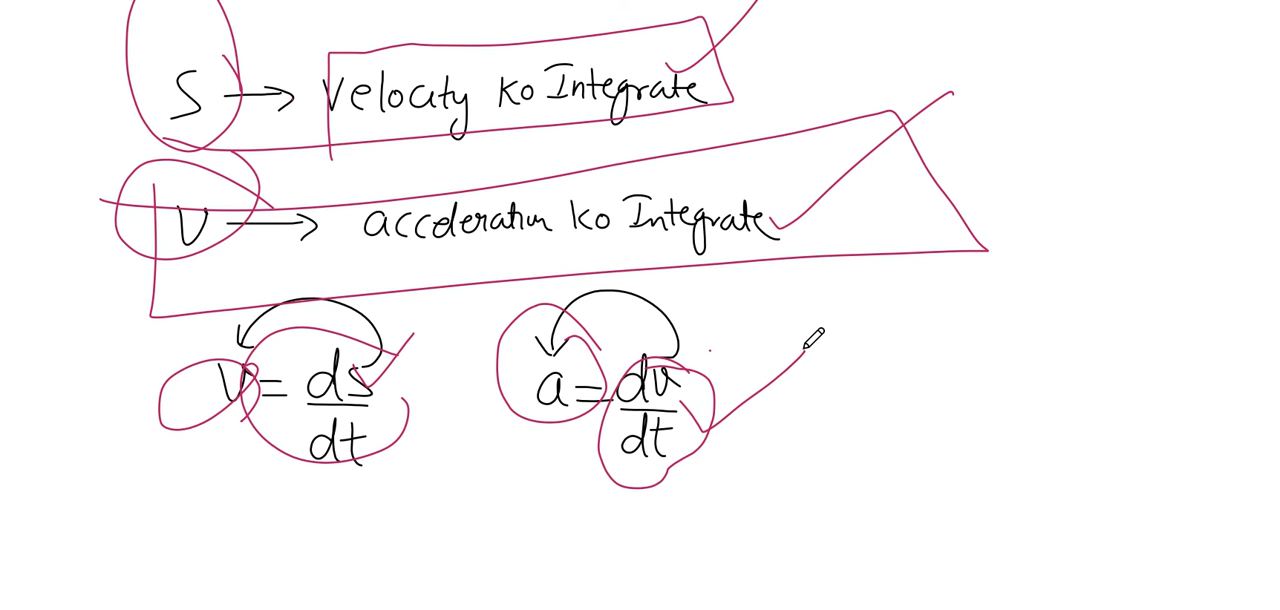 S → Velocity ko Integrate
v → acceleration ko Integrate
v = ds/dt
a = dv/dt